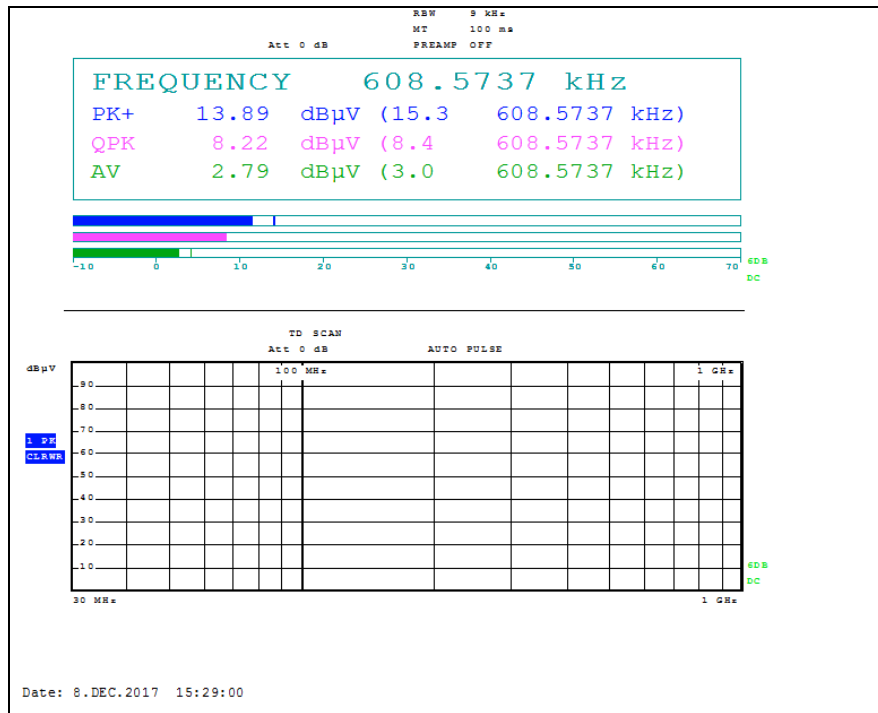 RBW 9 kHz
MT 100 ms
Att 0 dB PREAMP OFF
FREQUENCY 608.5737 kHz
PK+ 13.89 dBµV (15.3 608.5737 kHz)
QPK 8.22 dBµV (8.4 608.5737 kHz)
AV 2.79 dBµV (3.0 608.5737 kHz)
-10 0 10 20 30 40 50 60 70 6DB
DC
TD SCAN
Att 0 dB AUTO PULSE
dBµV 100 MHz 1 GHz
90
80
70
1 PK
60
CLRWR
50
40
30
20
10 6DB
DC
30 MHz 1 GHz
Date: 8.DEC.2017 15:29:00